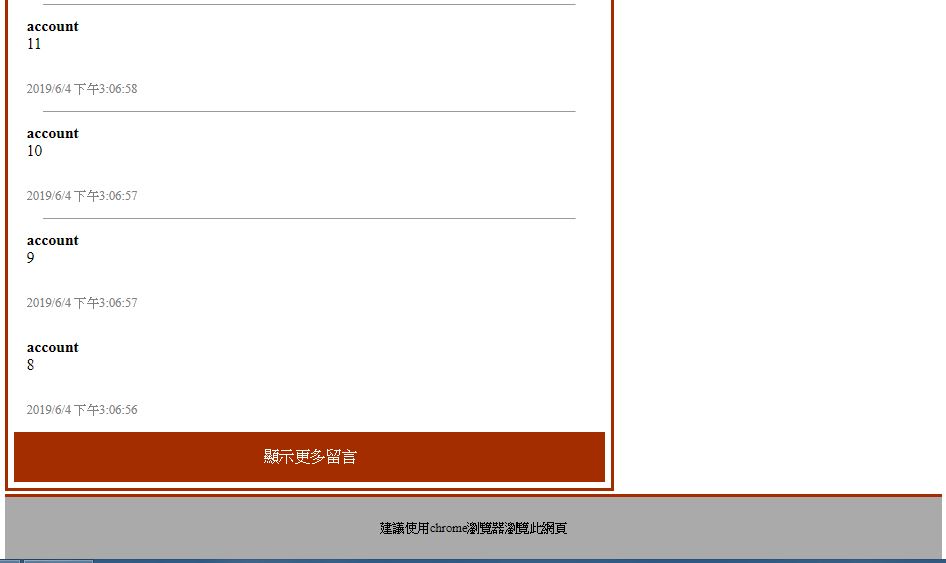 account
11
2019/6/4 下午3:06:58
account
10
2019/6/4 下午3:06:57
account
9
2019/6/4 下午3:06:57
account
8
2019/6/4 下午3:06:56
顯示更多留言
建議使用chrome瀏覽器瀏覽此網頁